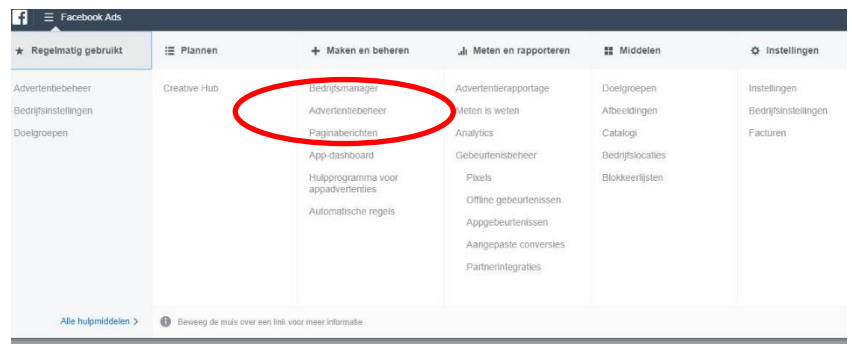 f ☰ Facebook Ads
★ Regelmatig gebruikt
Advertentiebeheer
Bedrijfsinstellingen
Doelgroepen
Plannen
Creative Hub
+ Maken en beheren
Bedrijfsmanager
Advertentiebeheer
Paginaberichten
App-dashboard
Hulpprogramma voor
appadvertenties
Automatische regels
Meten en rapporteren
Advertentierapportage
Meten is weten
Analytics
Gebeurtenisbeheer
Pixels
Offline gebeurtenissen
Appgebeurtenissen
Aangepaste conversies
Partnerintegraties
Middelen
Doelgroepen
Afbeeldingen
Catalogi
Bedrijfslocaties
Blokkeerlijsten
Instellingen
Instellingen
Bedrijfsinstellingen
Facturen
Alle hulpmiddelen >
Beweeg de muis over een link voor meer informatie